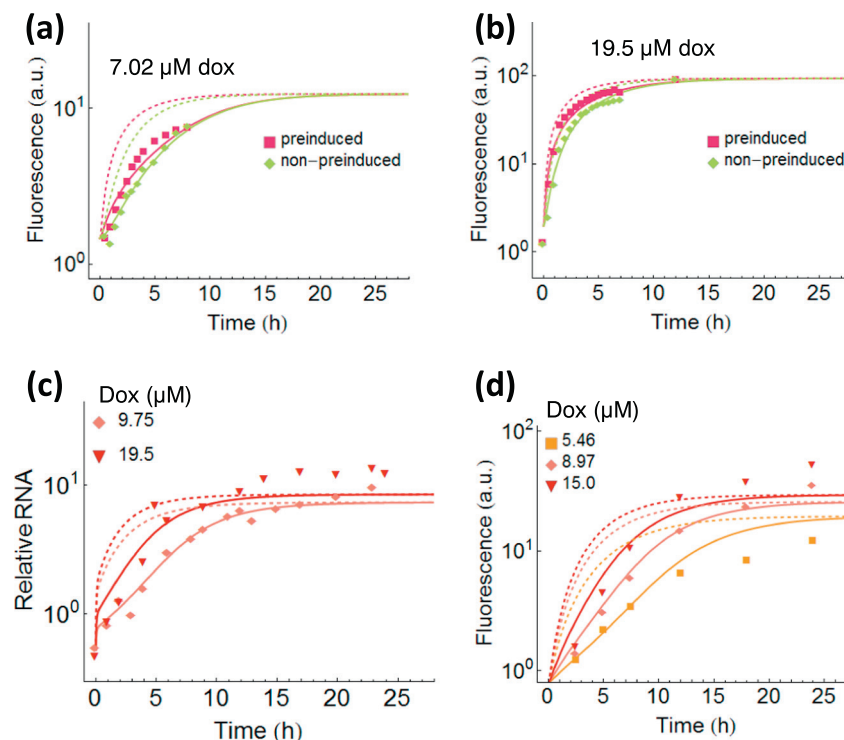 (a)
7.02 µM dox
Fluorescence (a.u.)
10¹
10⁰
preinduced
non−preinduced
0 5 10 15 20 25
Time (h)
(b)
19.5 µM dox
Fluorescence (a.u.)
10²
10¹
10⁰
preinduced
non−preinduced
0 5 10 15 20 25
Time (h)
(c)
Dox (µM)
9.75
19.5
Relative RNA
10¹
10⁰
0 5 10 15 20 25
Time (h)
(d)
Dox (µM)
5.46
8.97
15.0
Fluorescence (a.u.)
10²
10¹
10⁰
0 5 10 15 20 25
Time (h)